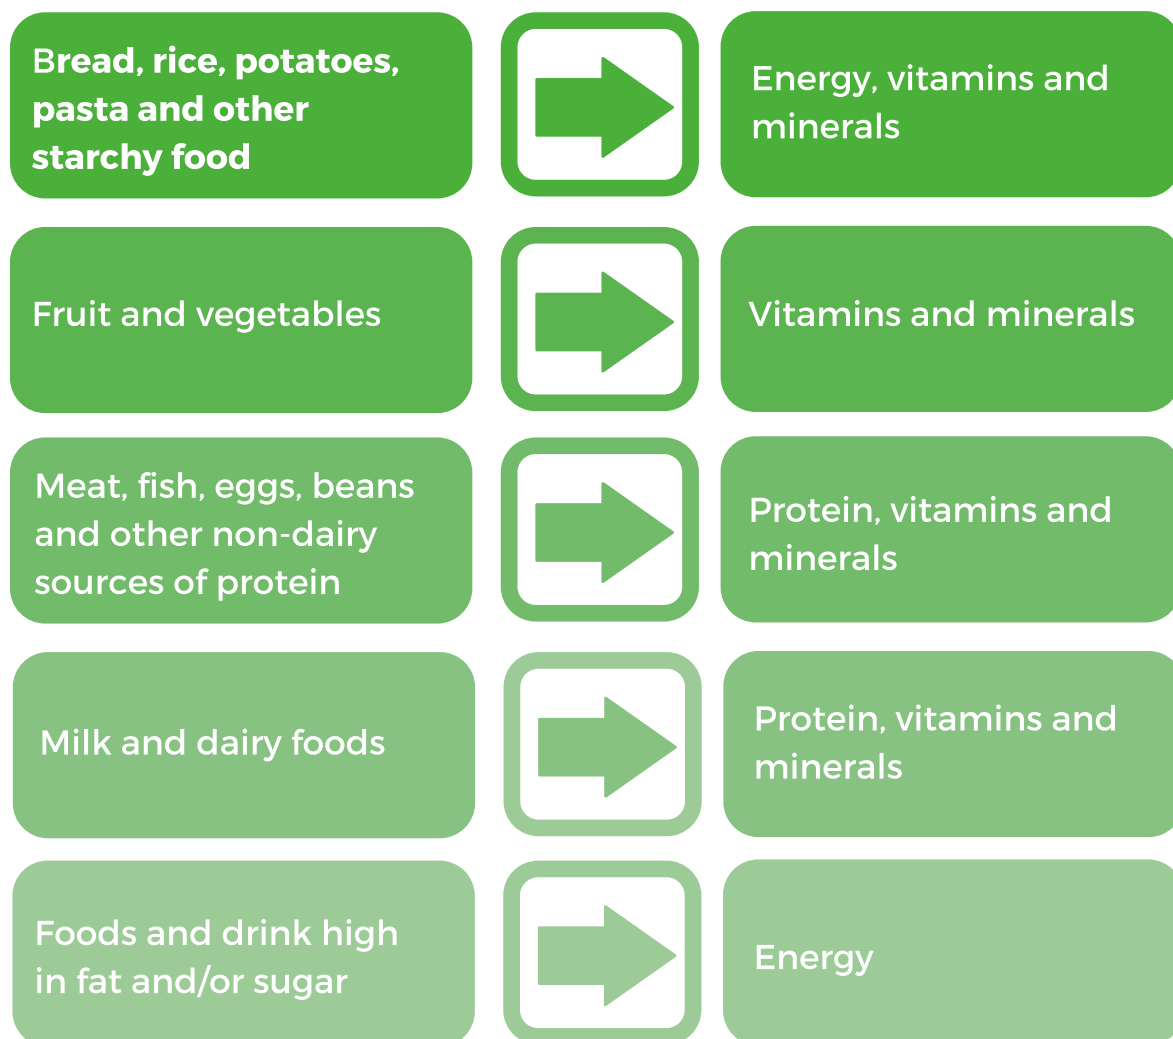 Bread, rice, potatoes,
pasta and other
starchy food
Energy, vitamins and
minerals
Fruit and vegetables
Vitamins and minerals
Meat, fish, eggs, beans
and other non-dairy
sources of protein
Protein, vitamins and
minerals
Milk and dairy foods
Protein, vitamins and
minerals
Foods and drink high
in fat and/or sugar
Energy